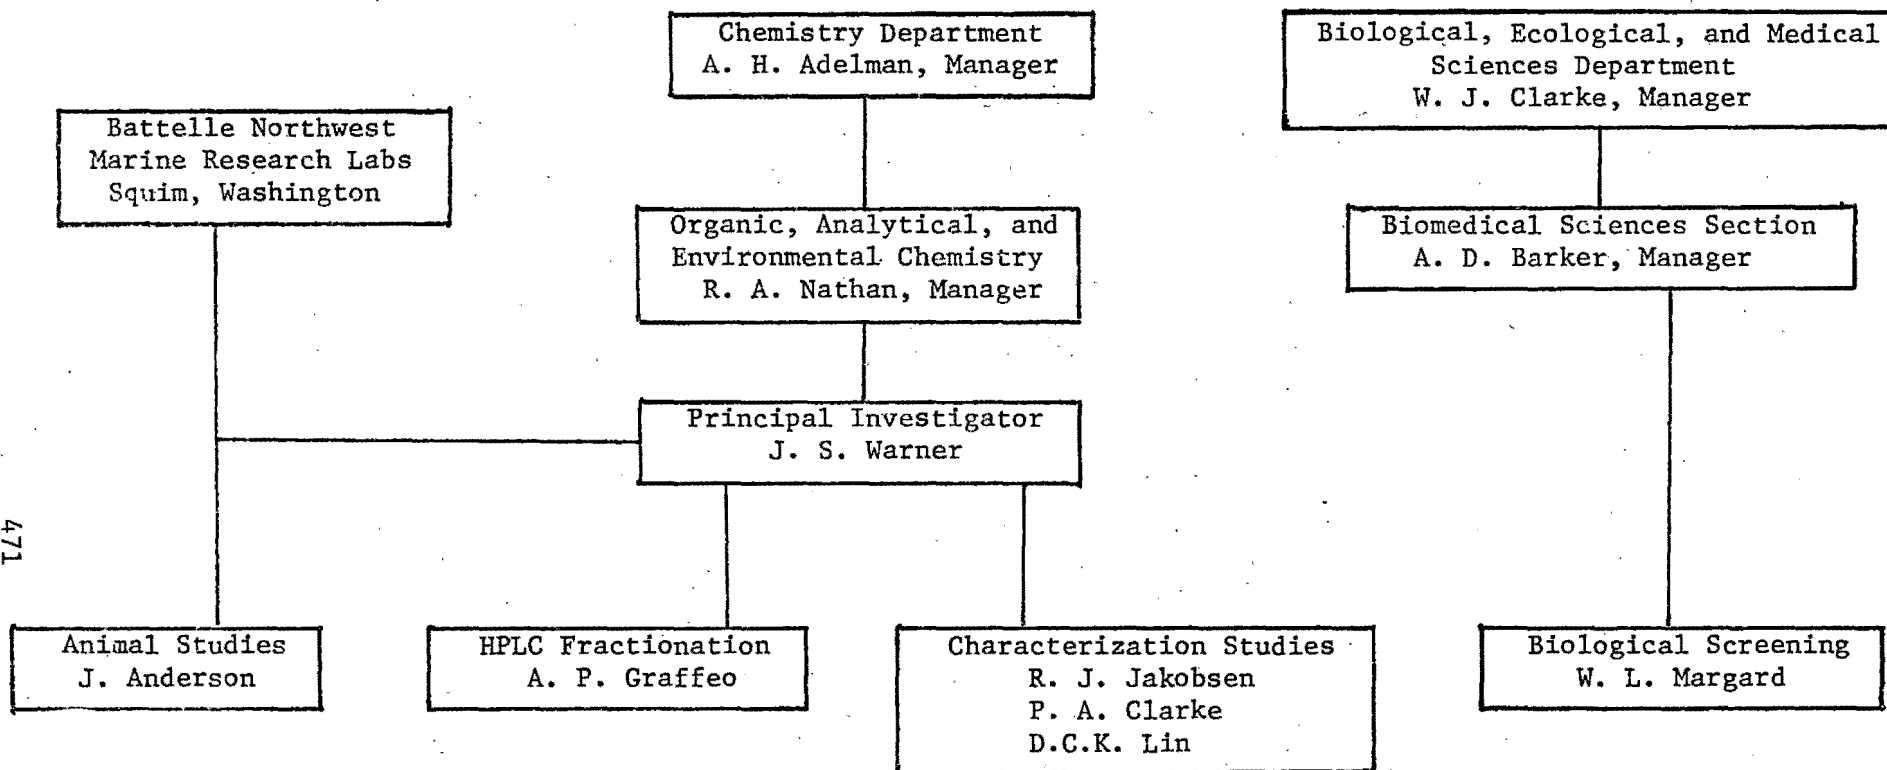 Chemistry Department
A. H. Adelman, Manager
Biological, Ecological, and Medical
Sciences Department
W. J. Clarke, Manager
Battelle Northwest
Marine Research Labs
Squim, Washington
Organic, Analytical, and
Environmental Chemistry
R. A. Nathan, Manager
Biomedical Sciences Section
A. D. Barker, Manager
Principal Investigator
J. S. Warner
471
Animal Studies
J. Anderson
HPLC Fractionation
A. P. Graffeo
Characterization Studies
R. J. Jakobsen
P. A. Clarke
D.C.K. Lin
Biological Screening
W. L. Margard